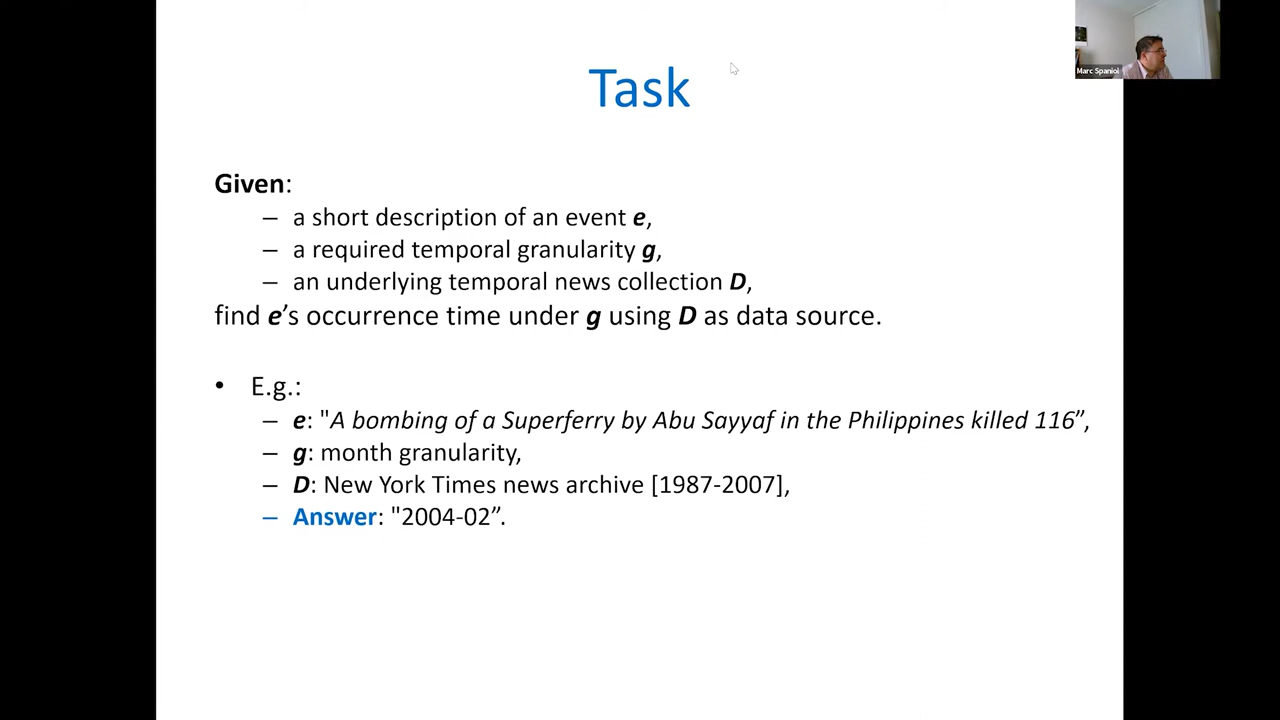 Task
Marc Spaniol
Given:
– a short description of an event e,
– a required temporal granularity g,
– an underlying temporal news collection D,
find e’s occurrence time under g using D as data source.
• E.g.:
– e: "A bombing of a Superferry by Abu Sayyaf in the Philippines killed 116”,
– g: month granularity,
– D: New York Times news archive [1987-2007],
– Answer: "2004-02”.